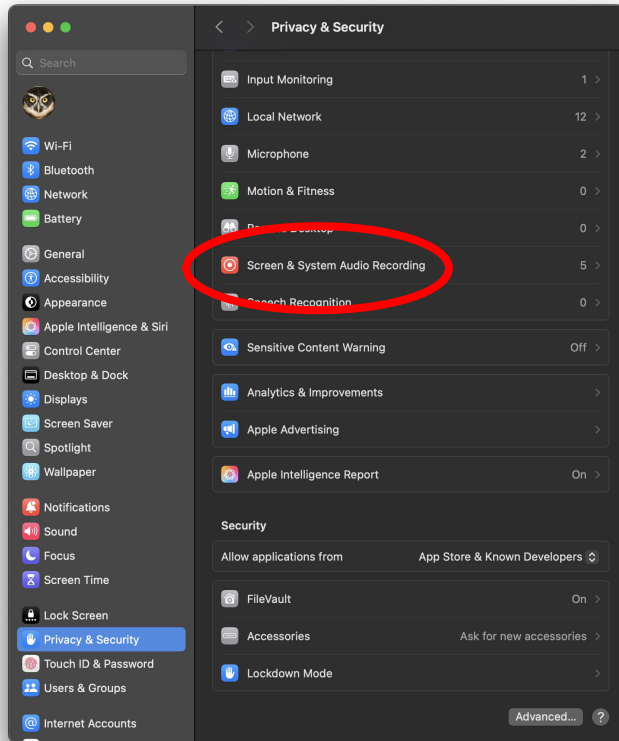 Privacy & Security
Search
Wi-Fi
Bluetooth
Network
Battery
General
Accessibility
Appearance
Apple Intelligence & Siri
Control Center
Desktop & Dock
Displays
Screen Saver
Spotlight
Wallpaper
Notifications
Sound
Focus
Screen Time
Lock Screen
Privacy & Security
Touch ID & Password
Users & Groups
Internet Accounts
Input Monitoring 1
Local Network 12
Microphone 2
Motion & Fitness 0
Desktop 0
Screen & System Audio Recording 5
Speech Recognition 0
Sensitive Content Warning Off
Analytics & Improvements
Apple Advertising
Apple Intelligence Report On
Security
Allow applications from App Store & Known Developers
FileVault On
Accessories Ask for new accessories
Lockdown Mode
Advanced... ?